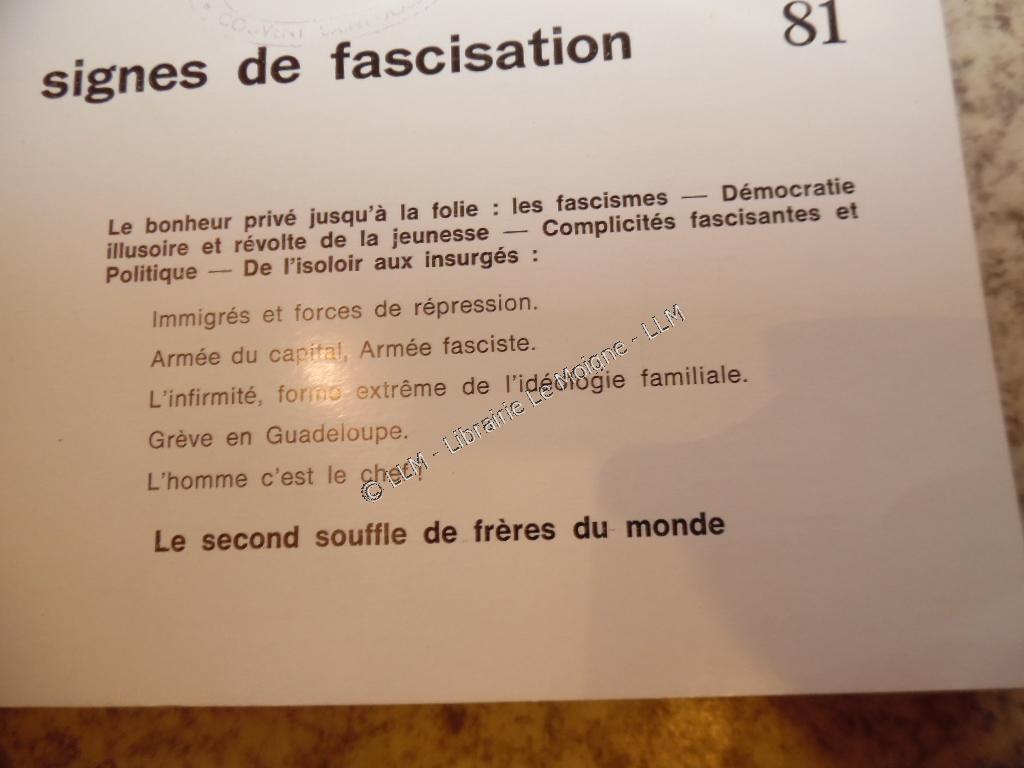 81
signes de fascisation
Le bonheur privé jusqu'à la folie : les fascismes — Démocratie
illusoire et révolte de la jeunesse — Complicités fascisantes et
Politique — De l'isoloir aux insurgés :
Immigrés et forces de répression.
Armée du capital, Armée fasciste.
L'infirmité, forme extrême de l'idéologie familiale.
Grève en Guadeloupe.
L'homme c'est le chef!
Le second souffle de frères du monde
© LLM - Librairie Le Moigne - LLM